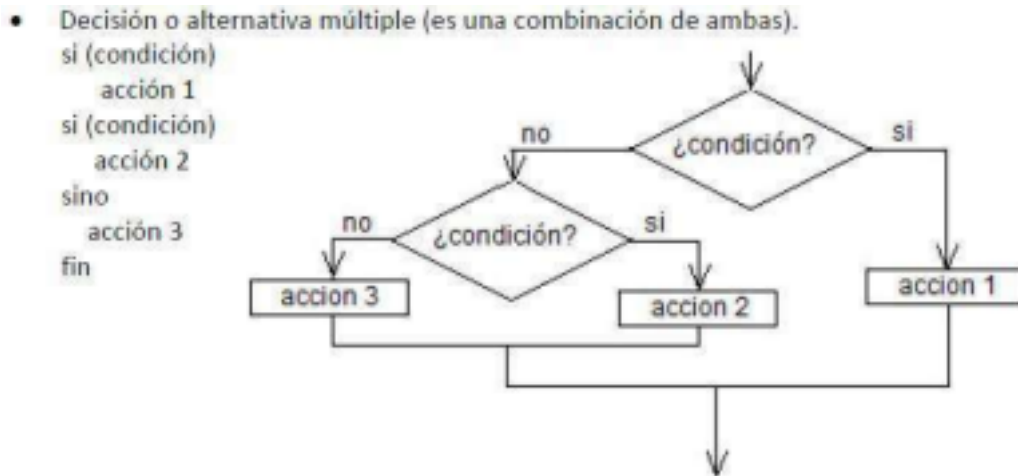 • Decisión o alternativa múltiple (es una combinación de ambas).
si (condición)
acción 1
si (condición)
acción 2
sino
acción 3
fin
¿condición?
no
si
¿condición?
no
si
accion 3
accion 2
accion 1